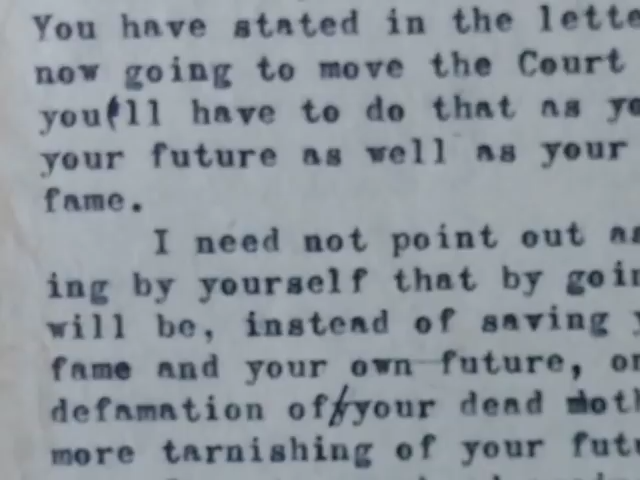 You have stated in the lette
now going to move the Court
you'll have to do that as yo
your future as well as your
fame.
I need not point out as
ing by yourself that by goin
will be, instead of saving y
fame and your own future, or
defamation of your dead moth
more tarnishing of your futu